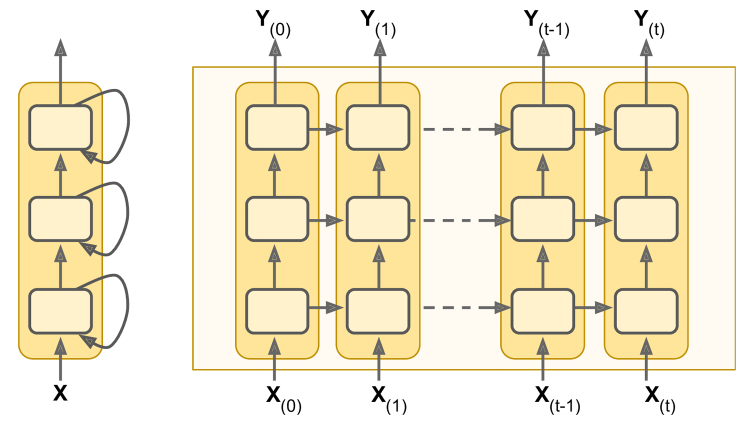 Y(0) Y(1) Y(t-1) Y(t)
X X(0) X(1) X(t-1) X(t)